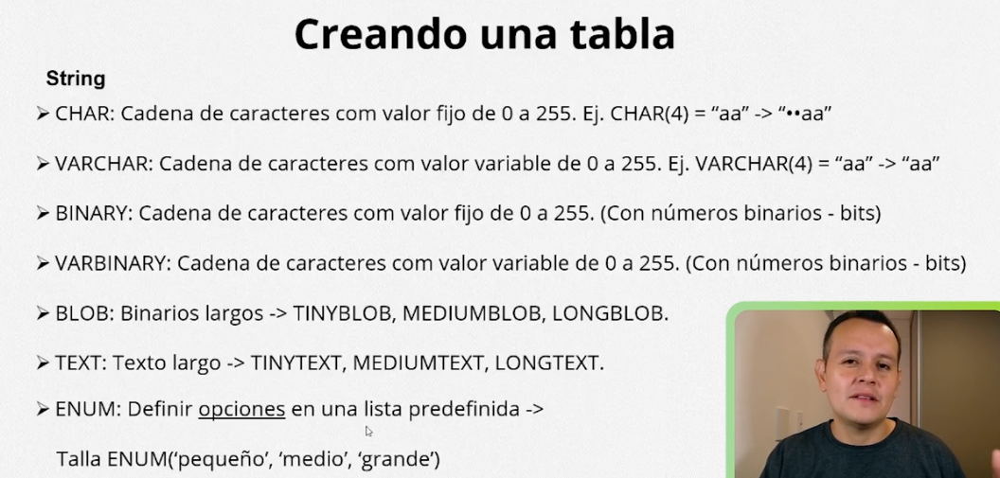 Creando una tabla
String
➢ CHAR: Cadena de caracteres com valor fijo de 0 a 255. Ej. CHAR(4) = “aa” -> “••aa”
➢ VARCHAR: Cadena de caracteres com valor variable de 0 a 255. Ej. VARCHAR(4) = “aa” -> “aa”
➢ BINARY: Cadena de caracteres com valor fijo de 0 a 255. (Con números binarios - bits)
➢ VARBINARY: Cadena de caracteres com valor variable de 0 a 255. (Con números binarios - bits)
➢ BLOB: Binarios largos -> TINYBLOB, MEDIUMBLOB, LONGBLOB.
➢ TEXT: Texto largo -> TINYTEXT, MEDIUMTEXT, LONGTEXT.
➢ ENUM: Definir opciones en una lista predefinida ->
Talla ENUM(‘pequeño’, ‘medio’, ‘grande’)